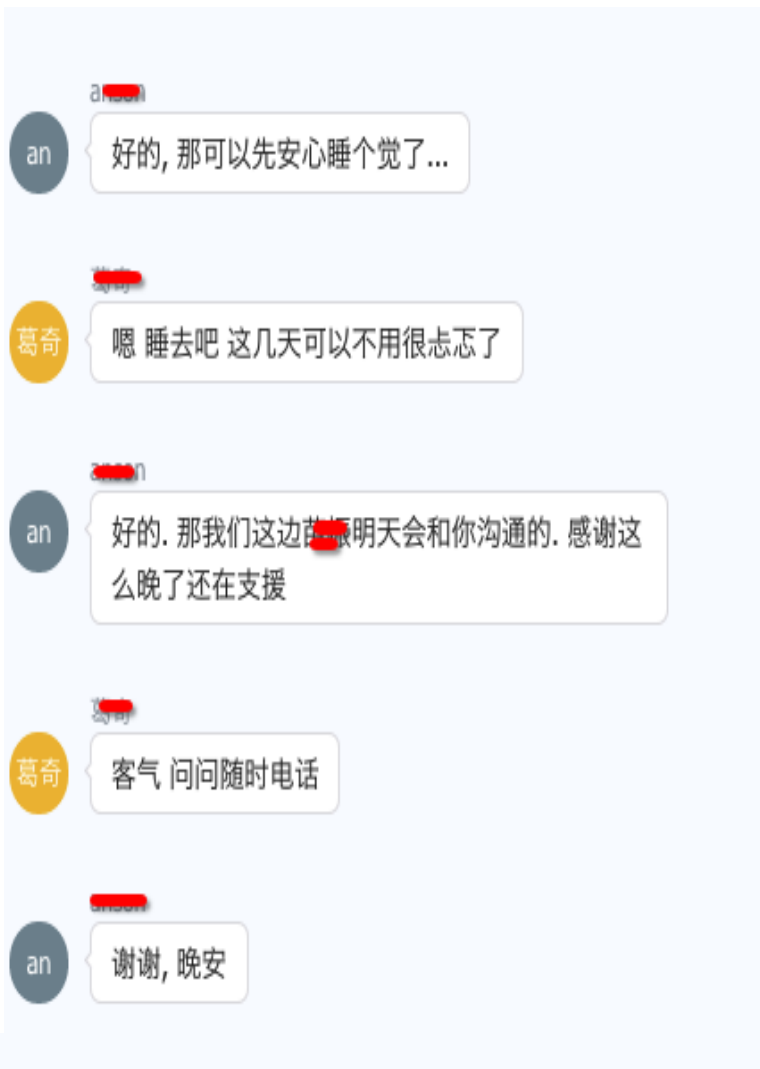 an
好的, 那可以先安心睡个觉了...
葛奇
嗯 睡去吧 这几天可以不用很忐忑了
an
好的. 那我们这边明天会和你沟通的. 感谢这
么晚了还在支援
葛奇
客气 问问随时电话
an
谢谢, 晚安